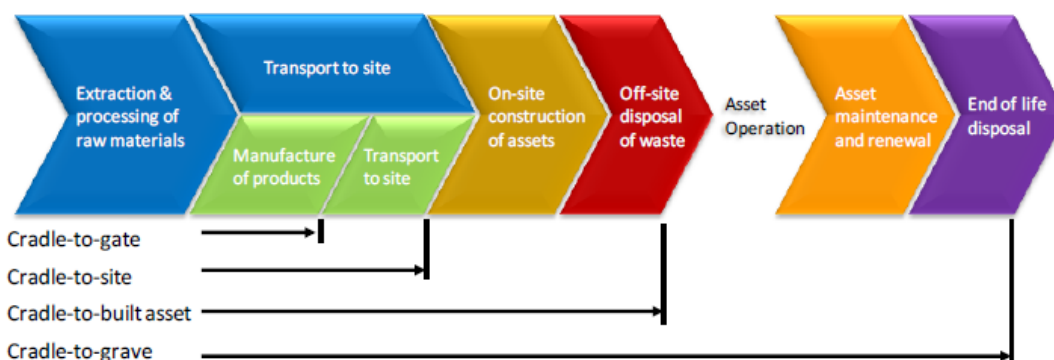 Extraction &
processing of
raw materials
Transport to site
Manufacture
of products
Transport
to site
On-site
construction
of assets
Off-site
disposal
of waste
Asset
Operation
Asset
maintenance
and renewal
End of life
disposal
Cradle-to-gate
Cradle-to-site
Cradle-to-built asset
Cradle-to-grave